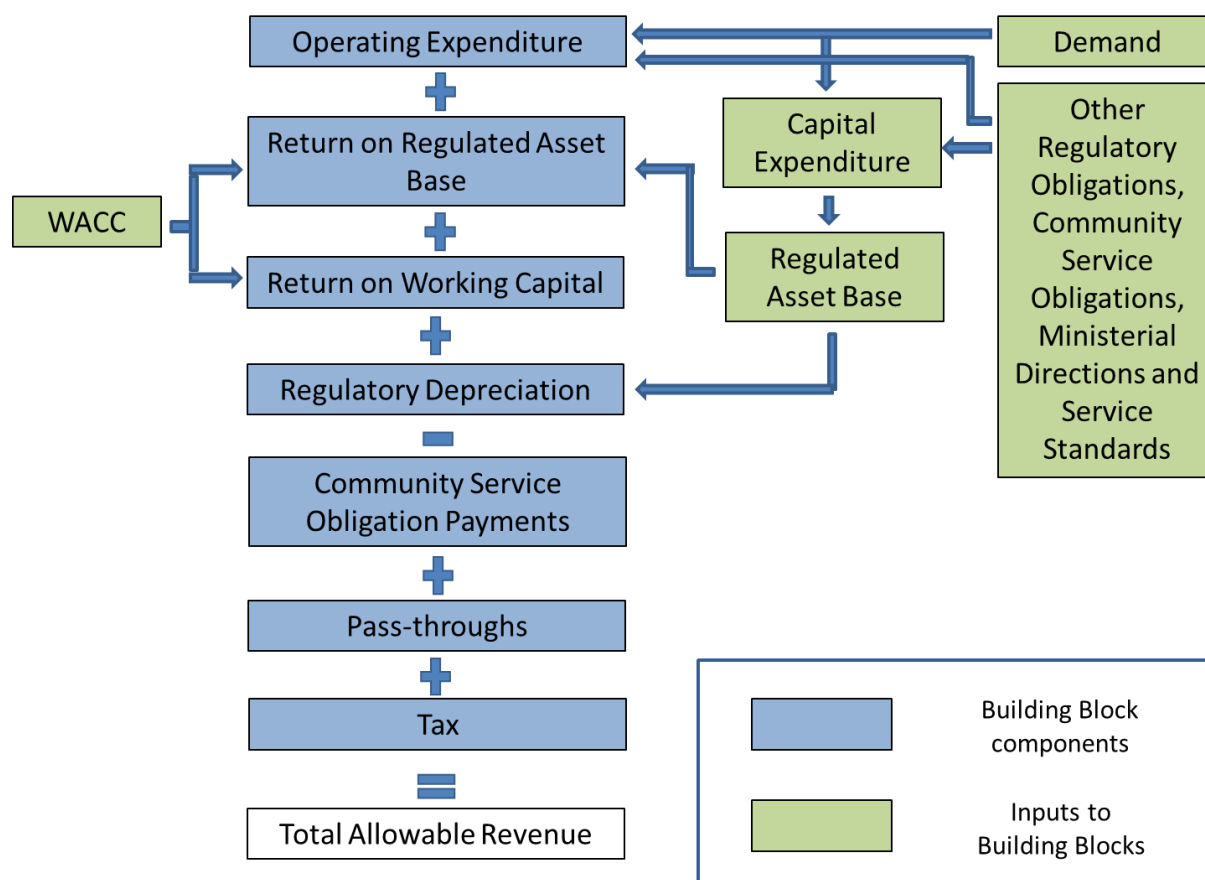 Operating Expenditure
Return on Regulated Asset
Base
Return on Working Capital
Regulatory Depreciation
Community Service
Obligation Payments
Pass-throughs
Tax
Total Allowable Revenue
WACC
Capital
Expenditure
Regulated
Asset Base
Demand
Other
Regulatory
Obligations,
Community
Service
Obligations,
Ministerial
Directions and
Service
Standards
Building Block
components
Inputs to
Building Blocks